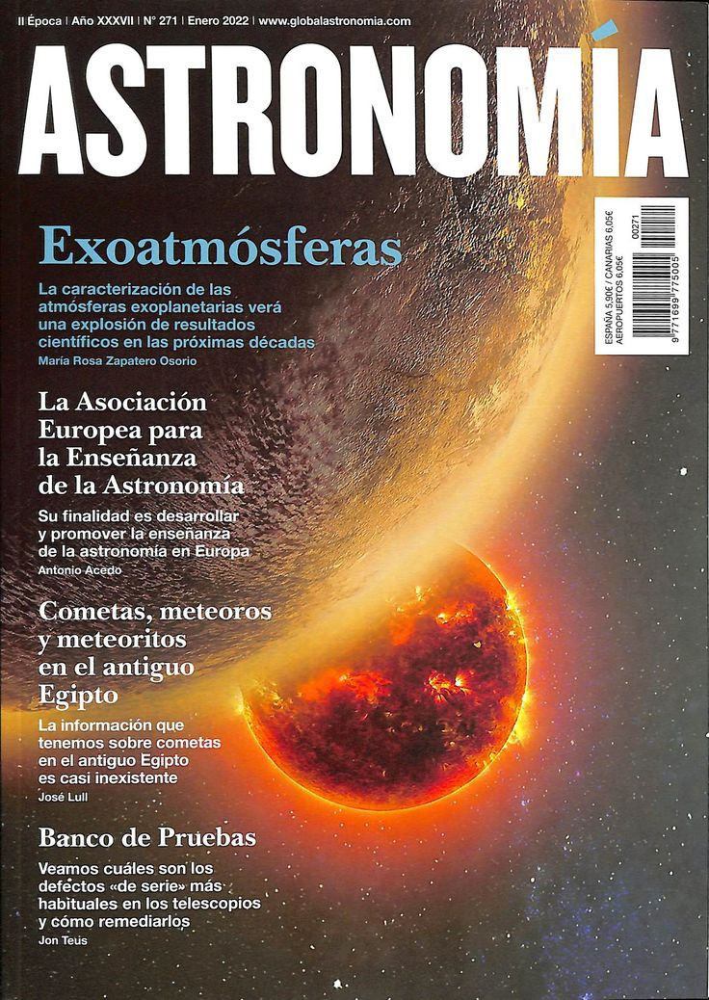 II Época | Año XXXVII | N° 271 | Enero 2022 | www.globalastronomia.com
ASTRONOMÍA
Exoatmósferas
La caracterización de las
atmósferas exoplanetarias verá
una explosión de resultados
científicos en las próximas décadas
María Rosa Zapatero Osorio
ESPAÑA 5,90€ / CANARIAS 6,05€
AEROPUERTOS 6,05€
00271
9 771699 775005
La Asociación
Europea para
la Enseñanza
de la Astronomía
Su finalidad es desarrollar
y promover la enseñanza
de la astronomía en Europa
Antonio Acedo
Cometas, meteoros
y meteoritos
en el antiguo
Egipto
La información que
tenemos sobre cometas
en el antiguo Egipto
es casi inexistente
José Lull
Banco de Pruebas
Veamos cuáles son los
defectos «de serie» más
habituales en los telescopios
y cómo remediarlos
Jon Teus